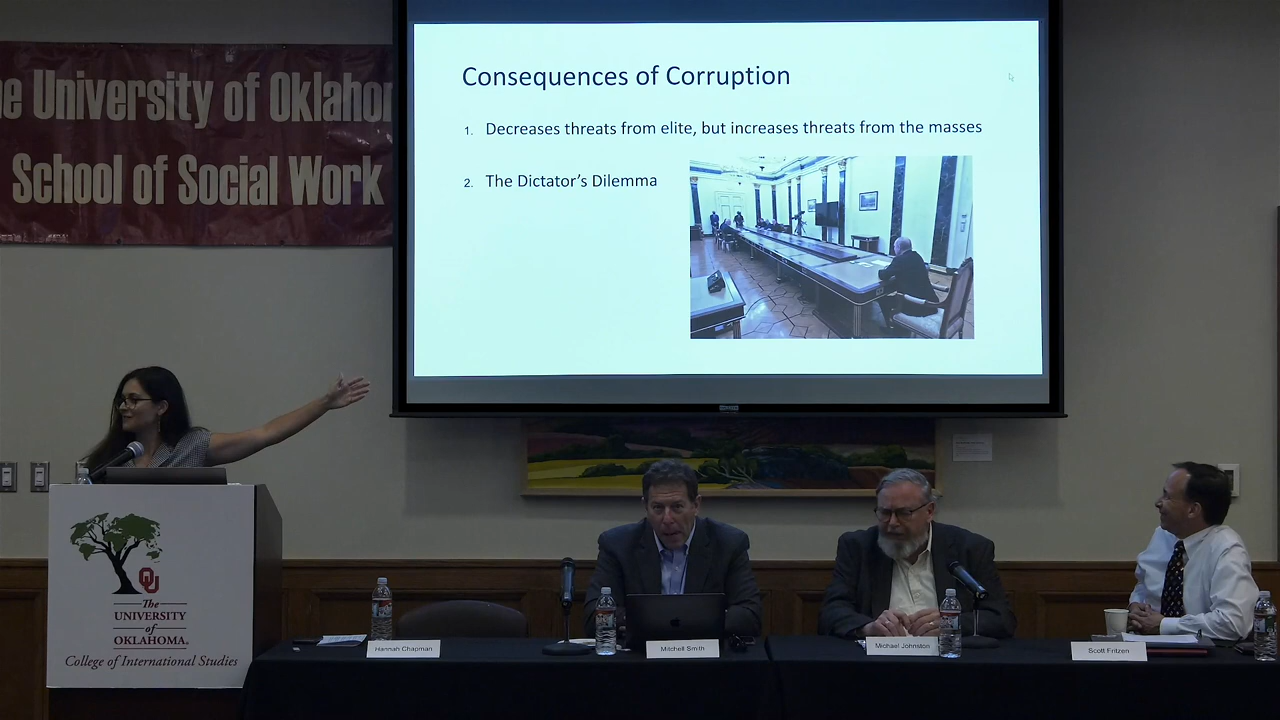 e University of Oklahon
School of Social Work
Consequences of Corruption
1. Decreases threats from elite, but increases threats from the masses
2. The Dictator's Dilemma
OU
The
UNIVERSITY
of
OKLAHOMA.
College of International Studies
Hannah Chapman
Mitchell Smith
Michael Johnston
Scott Fritzen